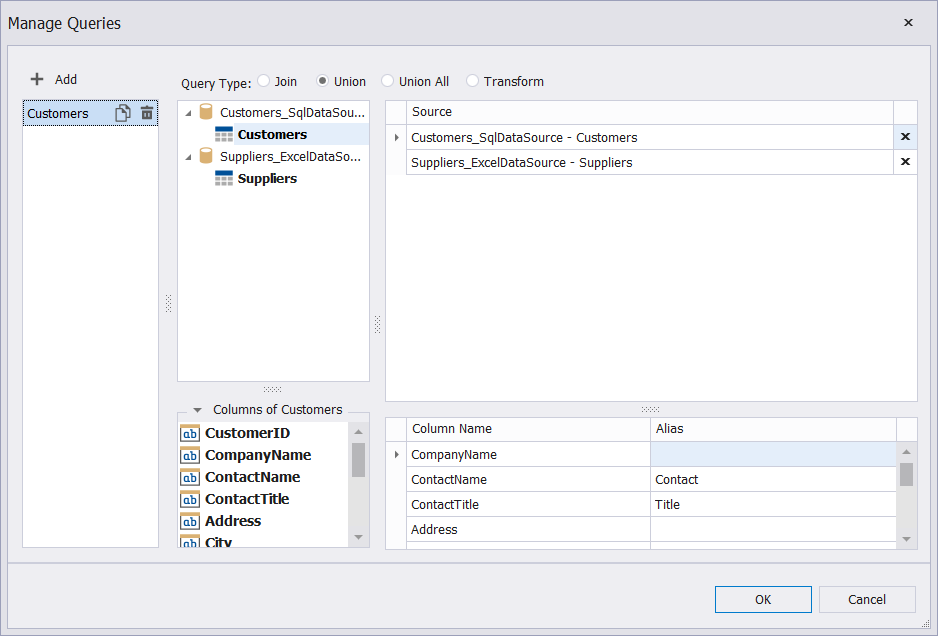 Manage Queries
Add
Query Type: Join Union Union All Transform
Customers
Customers_SqlDataSou...
Customers
Suppliers_ExcelDataSo...
Suppliers
Source
Customers_SqlDataSource - Customers
Suppliers_ExcelDataSource - Suppliers
Columns of Customers
ab CustomerID
ab CompanyName
ab ContactName
ab ContactTitle
ab Address
ab City
Column Name Alias
CompanyName
ContactName Contact
ContactTitle Title
Address
OK Cancel